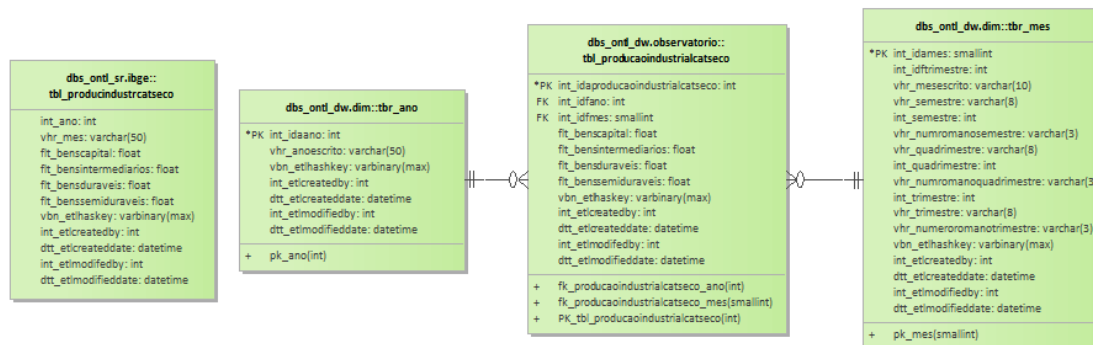 dbs_ontl_sr.ibge::
tbl_producindustrcatseco
int_ano: int
vhr_mes: varchar(50)
flt_benscapital: float
flt_bensintermediarios: float
flt_bensduraveis: float
flt_benssemiduraveis: float
vbn_etlhaskey: varbinary(max)
int_etlcreatedby: int
dtt_etlcreateddate: datetime
int_etlmodifedby: int
dtt_etlmodifieddate: datetime
dbs_ontl_dw.dim::tbr_ano
*PK int_idaano: int
vhr_anoescrito: varchar(50)
vbn_etlhashkey: varbinary(max)
int_etlcreatedby: int
dtt_etlcreateddate: datetime
int_etlmodifiedby: int
dtt_etlmodifieddate: datetime
+ pk_ano(int)
dbs_ontl_dw.observatorio::
tbl_producaoindustrialcatseco
*PK int_idaproducaoindustrialcatseco: int
FK int_idfano: int
FK int_idfmes: smallint
flt_benscapital: float
flt_bensintermediarios: float
flt_bensduraveis: float
flt_benssemiduraveis: float
vbn_etlhaskey: varbinary(max)
int_etlcreatedby: int
dtt_etlcreateddate: datetime
int_etlmodifedby: int
dtt_etlmodifieddate: datetime
+ fk_producaoindustrialcatseco_ano(int)
+ fk_producaoindustrialcatseco_mes(smallint)
+ PK_tbl_producaoindustrialcatseco(int)
dbs_ontl_dw.dim::tbr_mes
*PK int_idames: smallint
int_idftrimestre: int
vhr_mesescrito: varchar(10)
vhr_semestre: varchar(8)
int_semestre: int
vhr_numromanosemestre: varchar(3)
vhr_quadrimestre: varchar(8)
int_quadrimestre: int
vhr_numromanoquadrimestre: varchar(3
int_trimestre: int
vhr_trimestre: varchar(8)
vhr_numeroromanotrimestre: varchar(3)
vbn_etlhashkey: varbinary(max)
int_etlcreatedby: int
dtt_etlcreateddate: datetime
int_etlmodifiedby: int
dtt_etlmodifieddate: datetime
+ pk_mes(smallint)